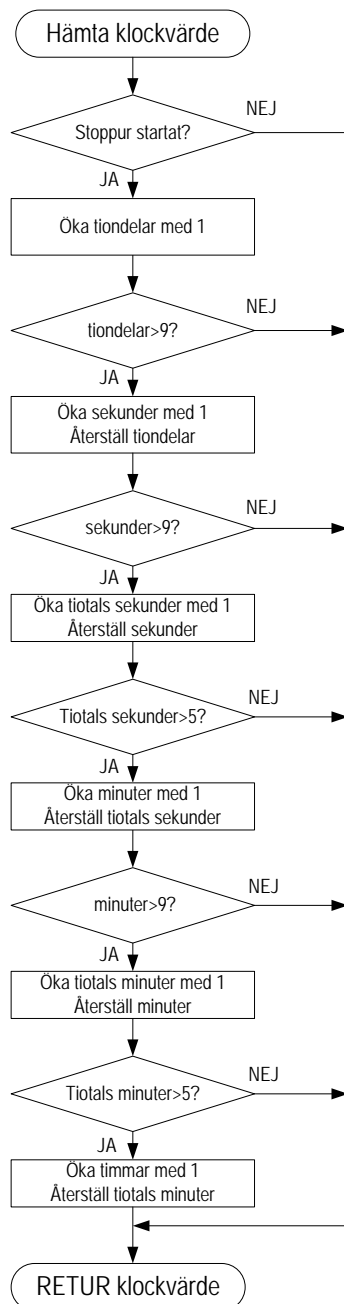 Hämta klockvärde
NEJ
Stoppur startat?
JA
Öka tiondelar med 1
NEJ
tiondelar>9?
JA
Öka sekunder med 1
Återställ tiondelar
NEJ
sekunder>9?
JA
Öka tiotals sekunder med 1
Återställ sekunder
NEJ
Tiotals sekunder>5?
JA
Öka minuter med 1
Återställ tiotals sekunder
NEJ
minuter>9?
JA
Öka tiotals minuter med 1
Återställ minuter
NEJ
Tiotals minuter>5?
JA
Öka timmar med 1
Återställ tiotals minuter
RETUR klockvärde